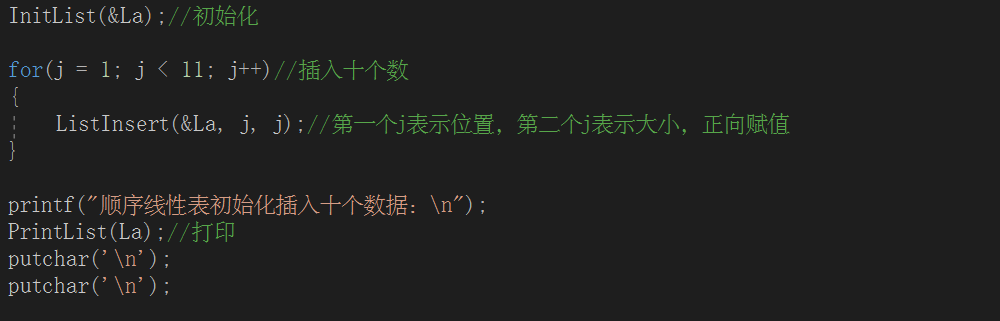 InitList(&La);//初始化
for(j = 1; j < 11; j++)//插入十个数
{
ListInsert(&La, j, j);//第一个j表示位置，第二个j表示大小，正向赋值
}
printf("顺序线性表初始化插入十个数据：\n");
PrintList(La);//打印
putchar('\n');
putchar('\n');